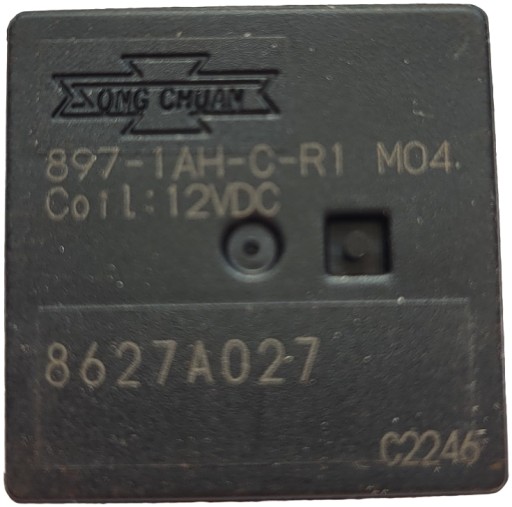 SONG CHUAN
897-1AH-C-R1 M04
Coil:12VDC
8627A027
C2246